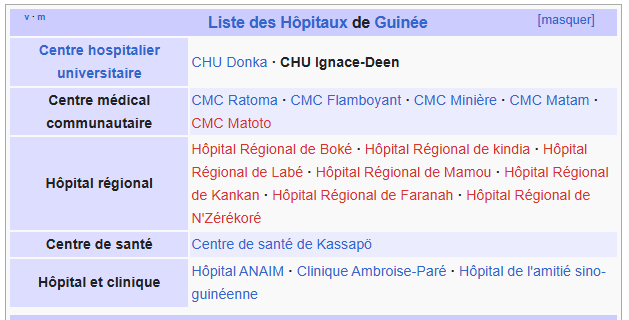 v · m Liste des Hôpitaux de Guinée [masquer]
Centre hospitalier
universitaire
CHU Donka · CHU Ignace-Deen
Centre médical
communautaire
CMC Ratoma · CMC Flamboyant · CMC Minière · CMC Matam ·
CMC Matoto
Hôpital régional
Hôpital Régional de Boké · Hôpital Régional de kindia · Hôpital
Régional de Labé · Hôpital Régional de Mamou · Hôpital Régional
de Kankan · Hôpital Régional de Faranah · Hôpital Régional de
N'Zérékoré
Centre de santé
Centre de santé de Kassapö
Hôpital et clinique
Hôpital ANAIM · Clinique Ambroise-Paré · Hôpital de l'amitié sino-
guinéenne